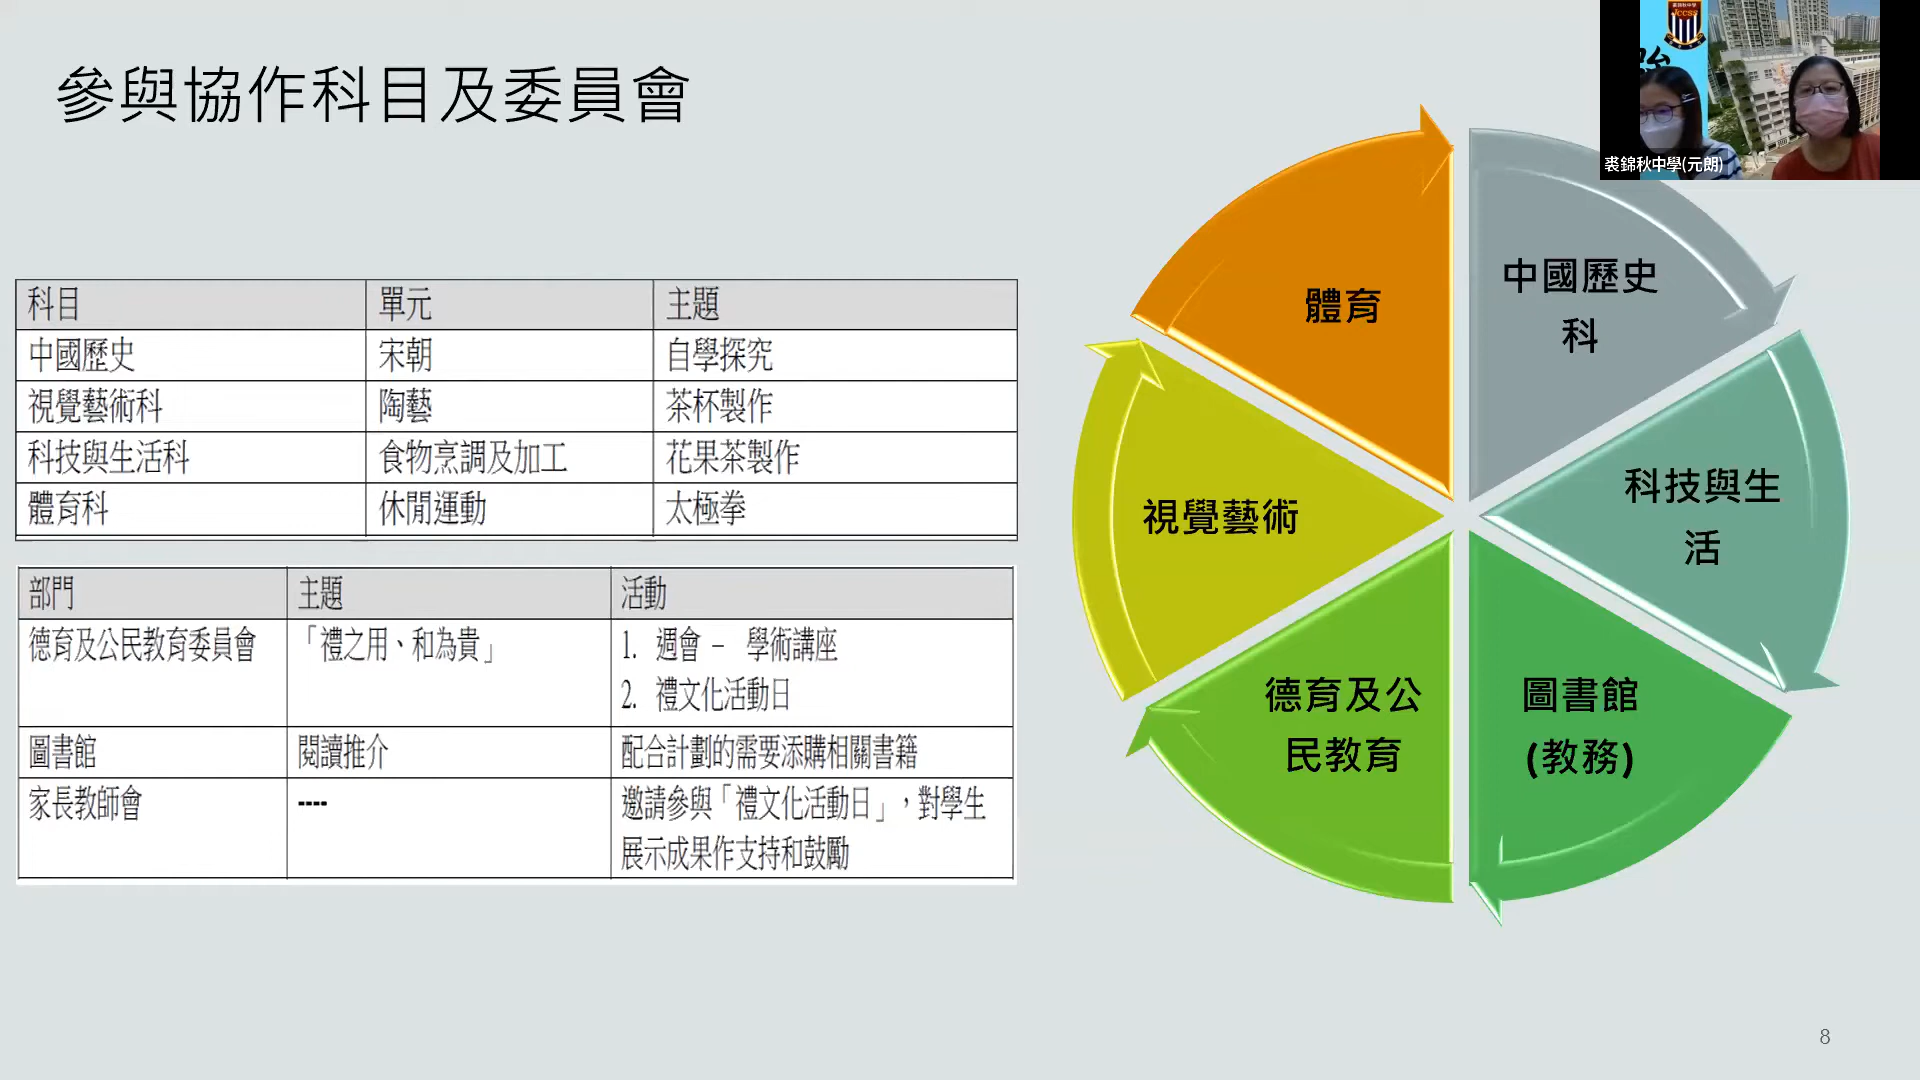 參與協作科目及委員會
裘錦秋中學(元朗)
JCCSS
科目 單元 主題
中國歷史 宋朝 自學探究
視覺藝術科 陶藝 茶杯製作
科技與生活科 食物烹調及加工 花果茶製作
體育科 休閒運動 太極拳
部門 主題 活動
德育及公民教育委員會 「禮之用、和為貴」 1. 週會 – 學術講座
2. 禮文化活動日
圖書館 閱讀推介 配合計劃的需要添購相關書籍
家長教師會 ---- 邀請參與「禮文化活動日」，對學生
展示成果作支持和鼓勵
中國歷史
科
科技與生
活
圖書館
(教務)
德育及公
民教育
視覺藝術
體育
8